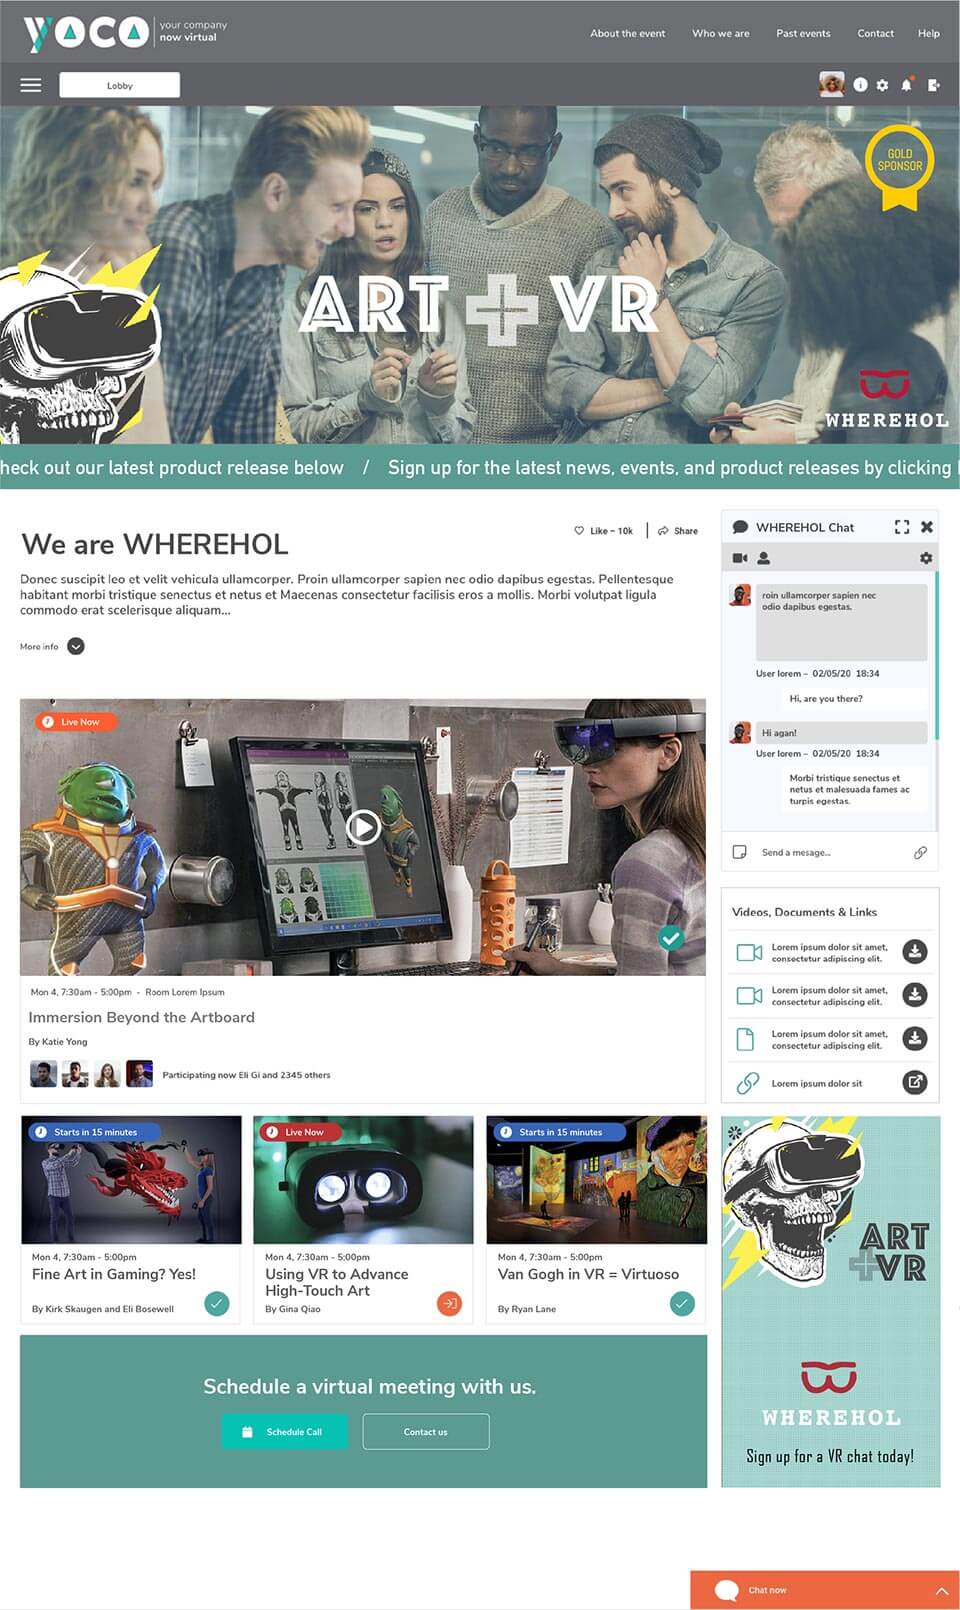 YOCO
your company
now virtual
About the event
Who we are
Past events
Contact
Help
Lobby
GOLD
SPONSOR
ART + VR
WHEREHOL
heck out our latest product release below / Sign up for the latest news, events, and product releases by clicking
We are WHEREHOL
Like – 10k
Share
Donec suscipit leo et velit vehicula ullamcorper. Proin ullamcorper sapien nec odio dapibus egestas. Pellentesque
habitant morbi tristique senectus et netus et Maecenas consectetur facilisis eros a mollis. Morbi volutpat ligula
commodo erat scelerisque aliquam...
More info
Live Now
Mon 4, 7:30am - 5:00pm - Room Lorem Ipsum
Immersion Beyond the Artboard
By Katie Yong
Participating now Eli Gi and 2345 others
Starts in 15 minutes
Mon 4, 7:30am - 5:00pm
Fine Art in Gaming? Yes!
By Kirk Skaugen and Eli Bosewell
Live Now
Mon 4, 7:30am - 5:00pm
Using VR to Advance
High-Touch Art
By Gina Qiao
Starts in 15 minutes
Mon 4, 7:30am - 5:00pm
Van Gogh in VR = Virtuoso
By Ryan Lane
Schedule a virtual meeting with us.
Schedule Call
Contact us
WHEREHOL Chat
roin ullamcorper sapien nec
odio dapibus egestas.
User lorem – 02/05/20 18:34
Hi, are you there?
Hi agan!
User lorem – 02/05/20 18:34
Morbi tristique senectus et
netus et malesuada fames ac
turpis egestas.
Send a mesage...
Videos, Documents & Links
Lorem ipsum dolor sit amet,
consectetur adipiscing elit.
Lorem ipsum dolor sit amet,
consectetur adipiscing elit.
Lorem ipsum dolor sit amet,
consectetur adipiscing elit.
Lorem ipsum dolor sit
ART
+VR
WHEREHOL
Sign up for a VR chat today!
Chat now